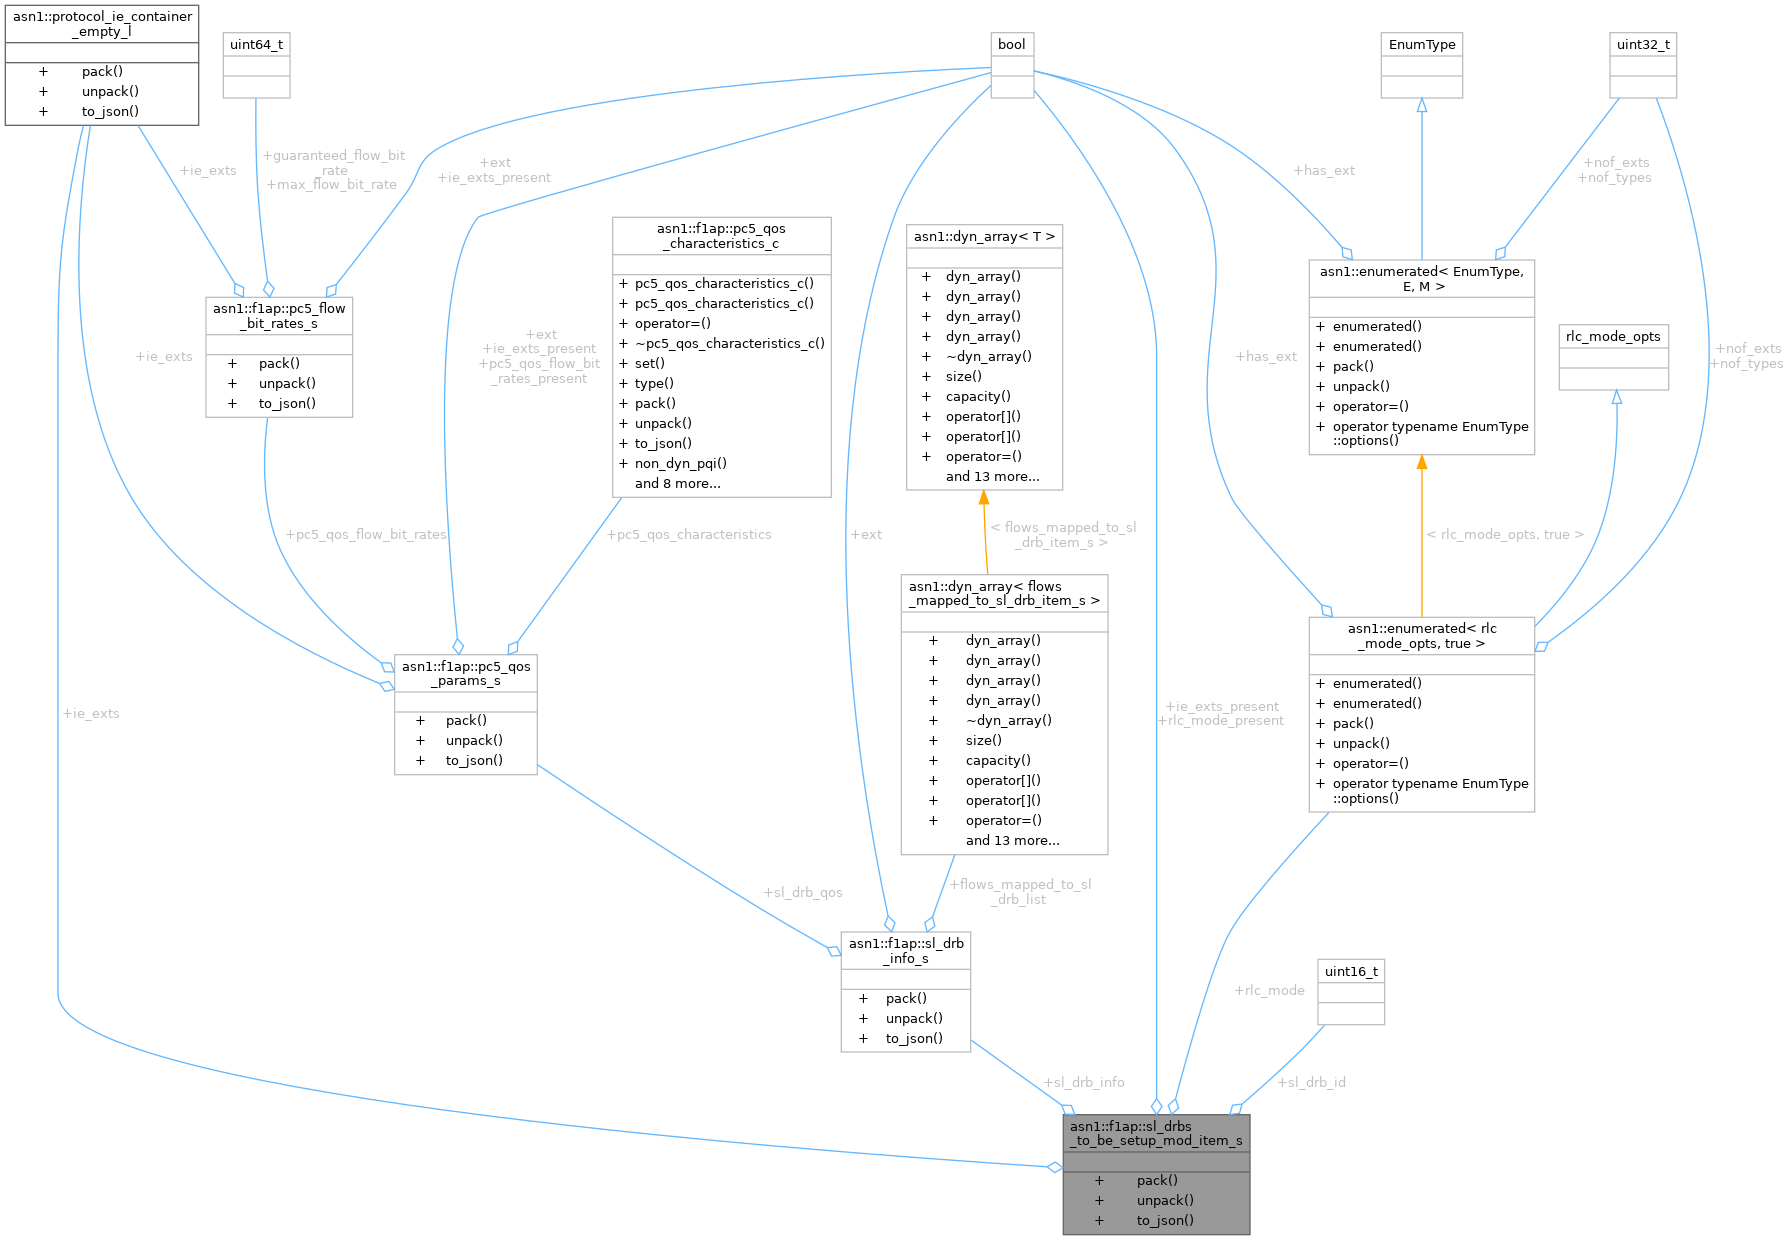 asn1::protocol_ie_container
_empty_l
+ pack()
+ unpack()
+ to_json()
uint64_t
bool
EnumType
uint32_t
+ie_exts
+guaranteed_flow_bit
_rate
+max_flow_bit_rate
+ext
+ie_exts_present
+has_ext
+nof_exts
+nof_types
asn1::f1ap::pc5_flow
_bit_rates_s
+ pack()
+ unpack()
+ to_json()
+ie_exts
+ext
+ie_exts_present
+pc5_qos_flow_bit
_rates_present
asn1::f1ap::pc5_qos
_characteristics_c
+ pc5_qos_characteristics_c()
+ pc5_qos_characteristics_c()
+ operator=()
+ ~pc5_qos_characteristics_c()
+ set()
+ type()
+ pack()
+ unpack()
+ to_json()
+ non_dyn_pqi()
and 8 more...
asn1::dyn_array< T >
+ dyn_array()
+ dyn_array()
+ dyn_array()
+ dyn_array()
+ ~dyn_array()
+ size()
+ capacity()
+ operator[]()
+ operator[]()
+ operator=()
and 13 more...
+has_ext
asn1::enumerated< EnumType,
E, M >
+ enumerated()
+ enumerated()
+ pack()
+ unpack()
+ operator=()
+ operator typename EnumType
::options()
rlc_mode_opts
+nof_exts
+nof_types
+pc5_qos_flow_bit_rates
+pc5_qos_characteristics
+ext
< flows_mapped_to_sl
_drb_item_s >
< rlc_mode_opts, true >
asn1::f1ap::pc5_qos
_params_s
+ pack()
+ unpack()
+ to_json()
asn1::dyn_array< flows
_mapped_to_sl_drb_item_s >
+ dyn_array()
+ dyn_array()
+ dyn_array()
+ dyn_array()
+ ~dyn_array()
+ size()
+ capacity()
+ operator[]()
+ operator[]()
+ operator=()
and 13 more...
asn1::enumerated< rlc
_mode_opts, true >
+ enumerated()
+ enumerated()
+ pack()
+ unpack()
+ operator=()
+ operator typename EnumType
::options()
+ie_exts
+ie_exts_present
+rlc_mode_present
+sl_drb_qos
+flows_mapped_to_sl
_drb_list
asn1::f1ap::sl_drb
_info_s
+ pack()
+ unpack()
+ to_json()
+rlc_mode
uint16_t
+sl_drb_info
+sl_drb_id
asn1::f1ap::sl_drbs
_to_be_setup_mod_item_s
+ pack()
+ unpack()
+ to_json()